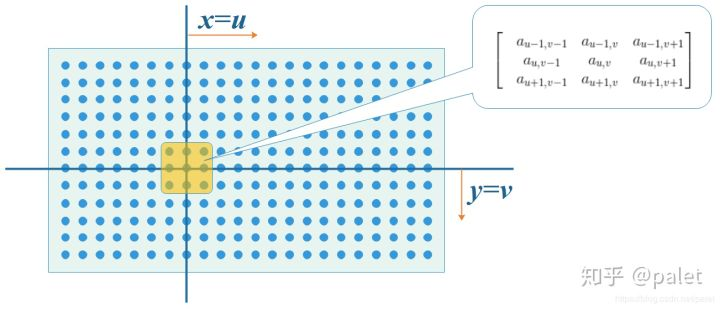 x=u
a_{u-1,v-1} a_{u-1,v} a_{u-1,v+1}
a_{u,v-1} a_{u,v} a_{u,v+1}
a_{u+1,v-1} a_{u+1,v} a_{u+1,v+1}
y=v
知乎 @palet